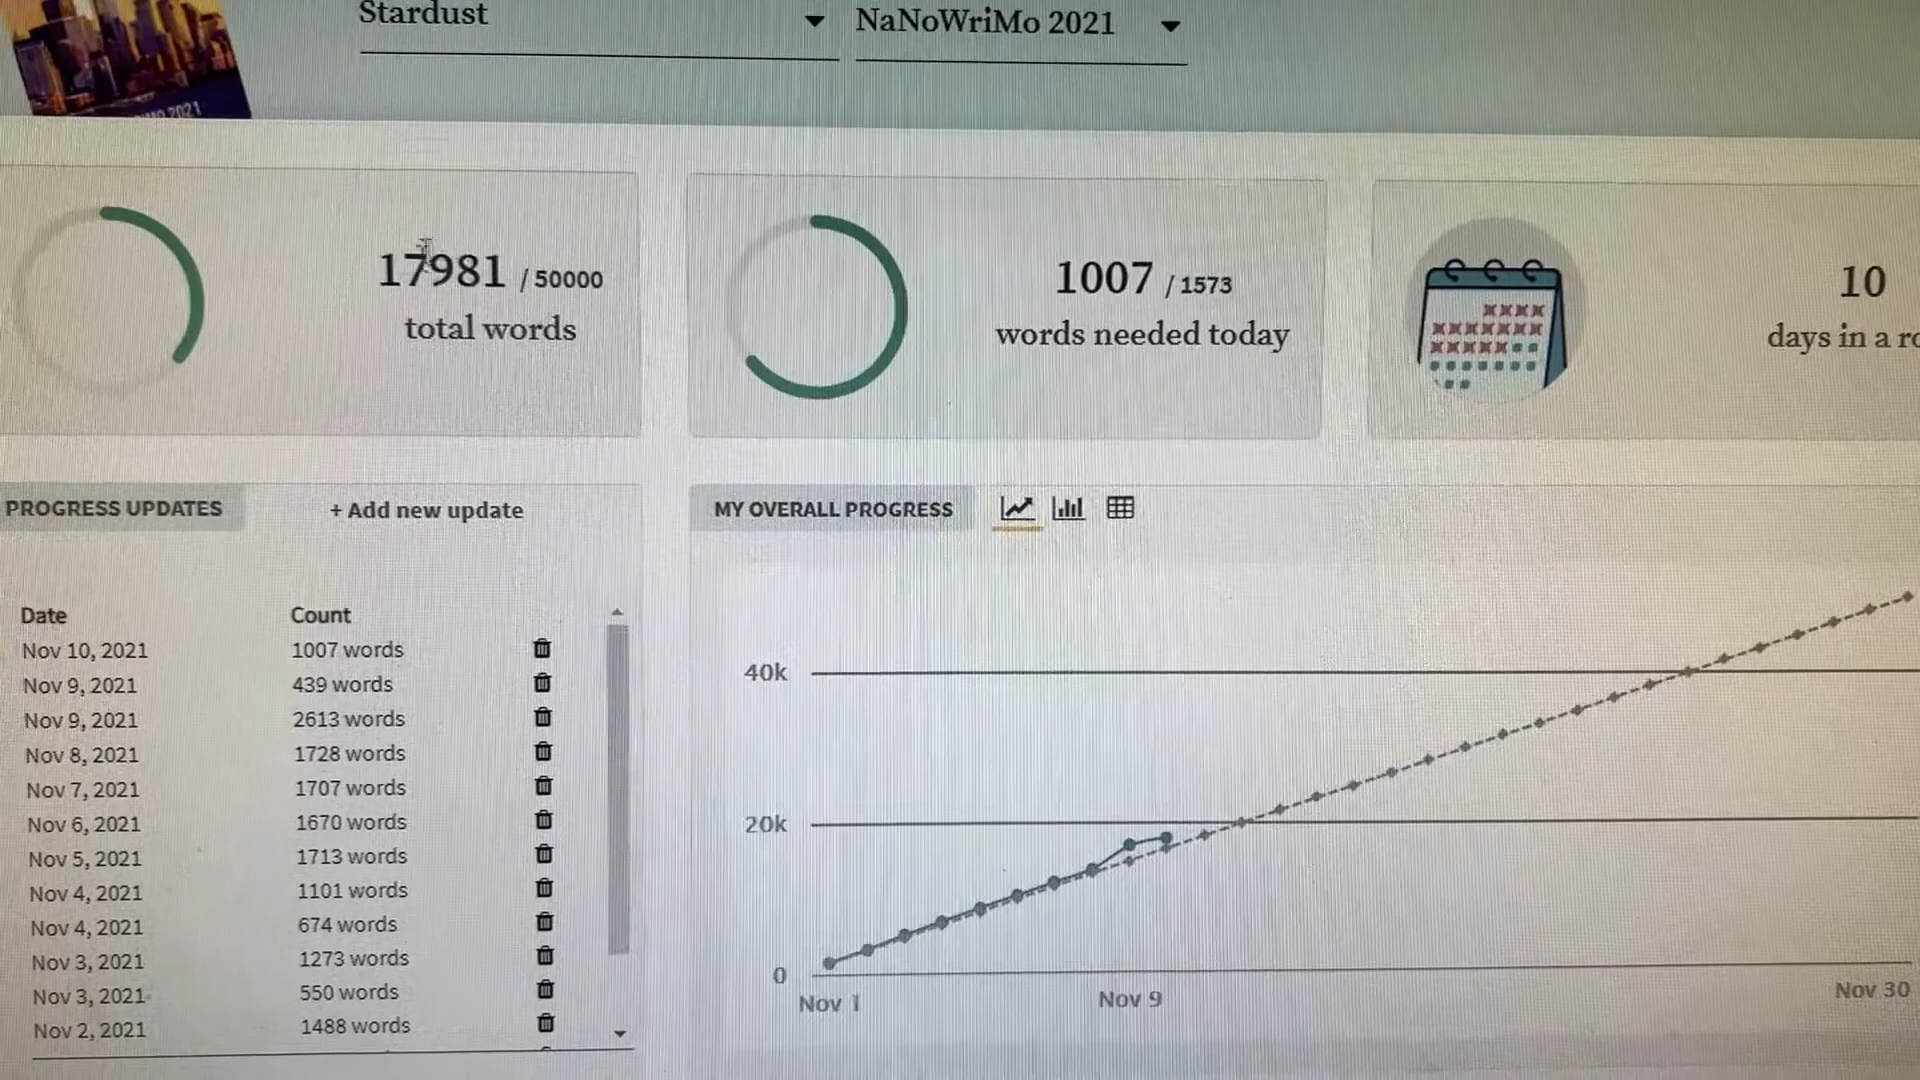 Stardust
NaNoWriMo 2021
2021
17981 / 50000
total words
1007 / 1573
words needed today
10
days in a
PROGRESS UPDATES
+ Add new update
Date Count
Nov 10, 2021 1007 words
Nov 9, 2021 439 words
Nov 9, 2021 2613 words
Nov 8, 2021 1728 words
Nov 7, 2021 1707 words
Nov 6, 2021 1670 words
Nov 5, 2021 1713 words
Nov 4, 2021 1101 words
Nov 4, 2021 674 words
Nov 3, 2021 1273 words
Nov 3, 2021 550 words
Nov 2, 2021 1488 words
MY OVERALL PROGRESS
40k
20k
0
Nov 1
Nov 9
Nov 30